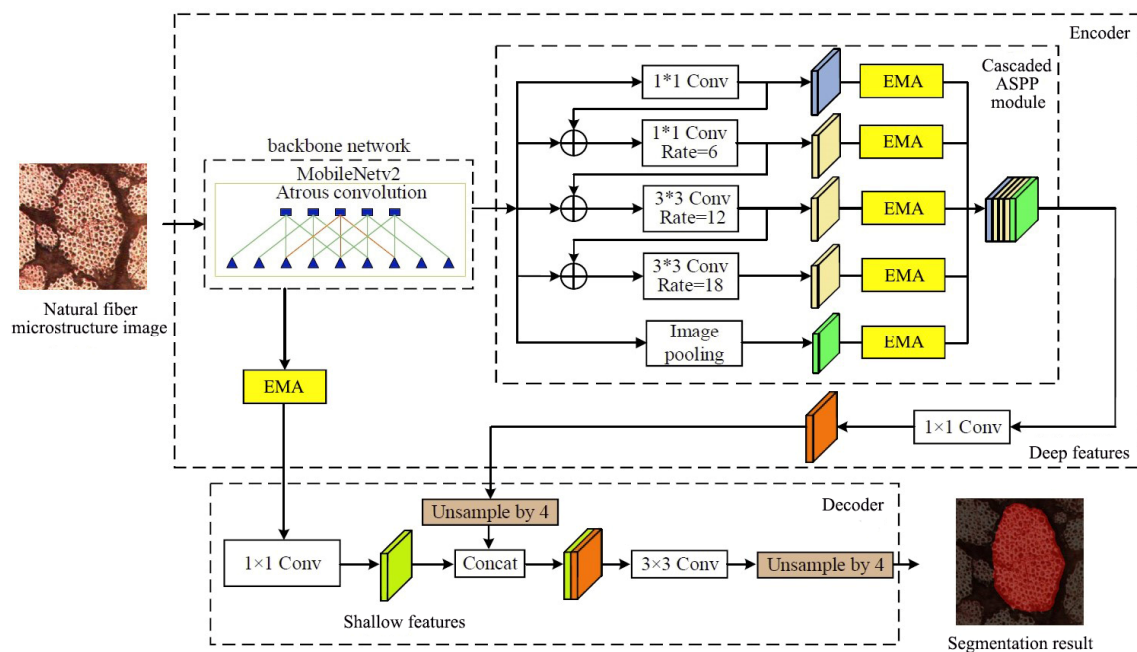 Encoder
Cascaded
ASPP
module
1*1 Conv
EMA
1*1 Conv
Rate=6
EMA
backbone network
MobileNetv2
Atrous convolution
3*3 Conv
Rate=12
EMA
3*3 Conv
Rate=18
EMA
Natural fiber
microstructure image
Image
pooling
EMA
EMA
1×1 Conv
Deep features
Decoder
Unsample by 4
1×1 Conv
Concat
3×3 Conv
Unsample by 4
Shallow features
Segmentation result